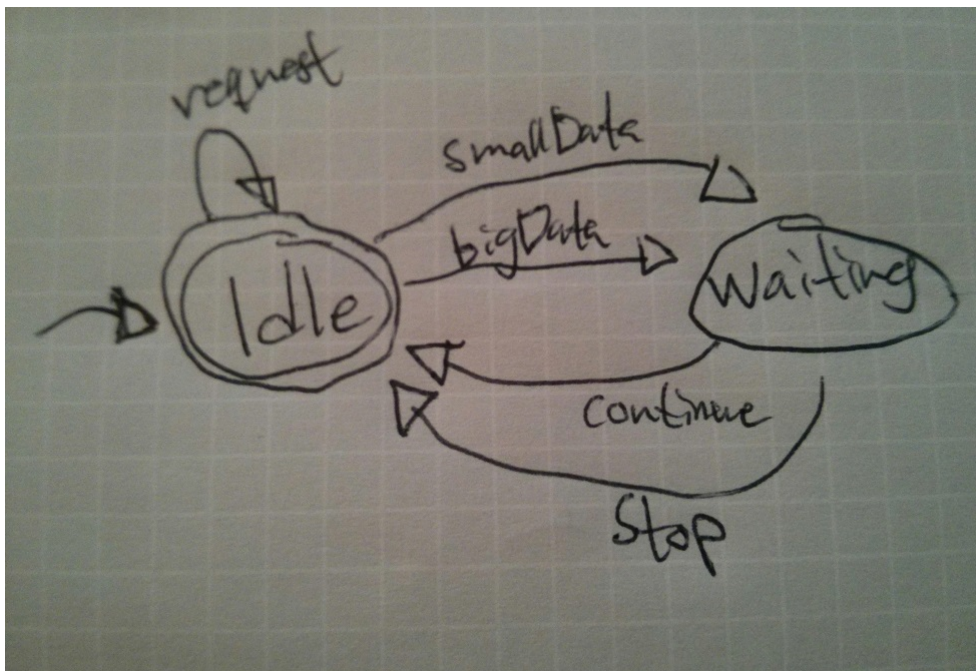 request
smallData
bigData
Idle
Waiting
continue
Stop